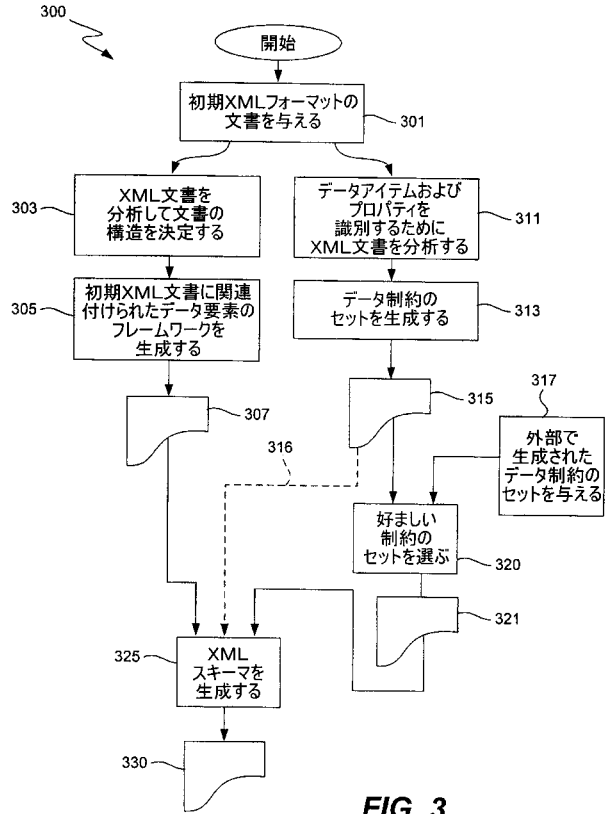 300
開始
初期XMLフォーマットの
文書を与える
301
303
XML文書を
分析して文書の
構造を決定する
データアイテムおよび
プロパティを
識別するために
XML文書を分析する
311
305
初期XML文書に関連
付けられたデータ要素の
フレームワークを
生成する
データ制約の
セットを生成する
313
307
315
317
外部で
生成された
データ制約の
セットを与える
316
好ましい
制約の
セットを選ぶ
320
321
325
XML
スキーマを
生成する
330
FIG. 3